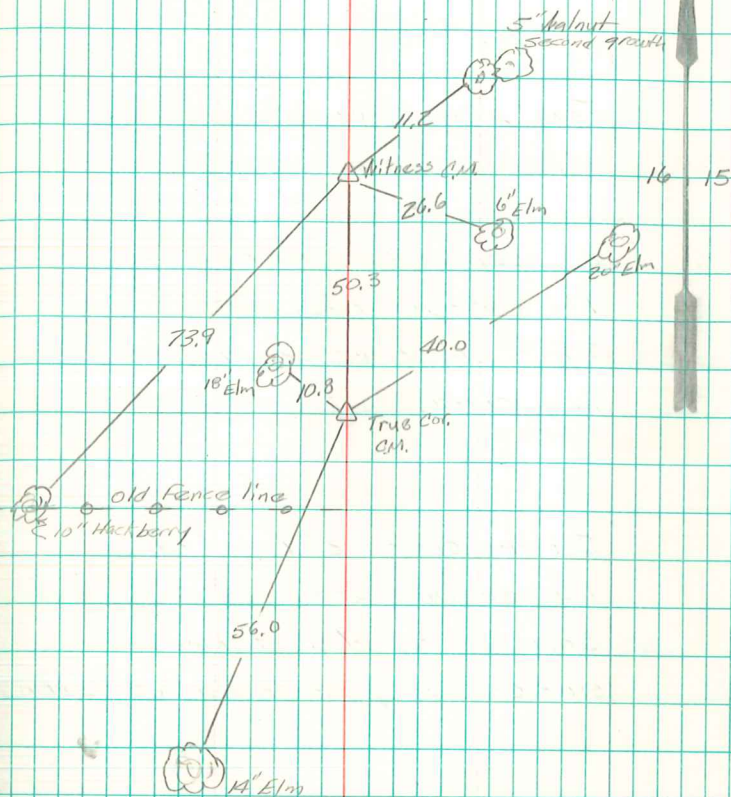 5" Walnut
second growth
11.2
Witness C.M.
16 15
26.6
6" Elm
20" Elm
50.3
73.9
40.0
18" Elm
10.8
True Cor.
C.M.
old Fence line
10" Hackberry
56.0
14" Elm